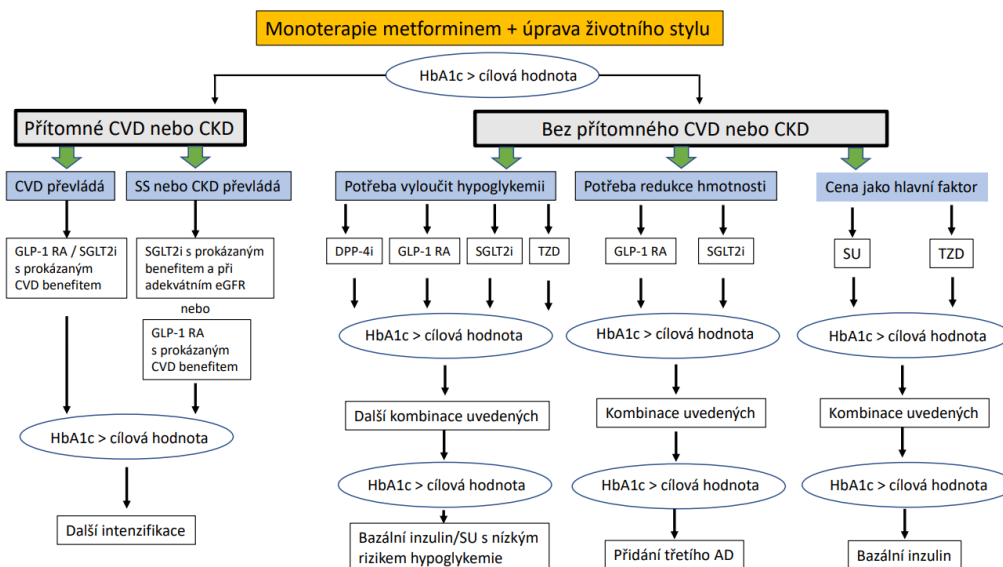 Monoterapie metforminem + úprava životního stylu
HbA1c > cílová hodnota
Přítomné CVD nebo CKD
Bez přítomného CVD nebo CKD
CVD převládá
SS nebo CKD převládá
Potřeba vyloučit hypoglykemii
Potřeba redukce hmotnosti
Cena jako hlavní faktor
GLP-1 RA / SGLT2i
s prokázaným
CVD benefitem
SGLT2i s prokázaným
benefitem a při
adekvátním eGFR
nebo
GLP-1 RA
s prokázaným
CVD benefitem
DPP-4i
GLP-1 RA
SGLT2i
TZD
GLP-1 RA
SGLT2i
SU
TZD
HbA1c > cílová hodnota
HbA1c > cílová hodnota
HbA1c > cílová hodnota
HbA1c > cílová hodnota
Další kombinace uvedených
Kombinace uvedených
Kombinace uvedených
HbA1c > cílová hodnota
HbA1c > cílová hodnota
HbA1c > cílová hodnota
Další intenzifikace
Bazální inzulin/SU s nízkým
rizikem hypoglykemie
Přidání třetího AD
Bazální inzulin